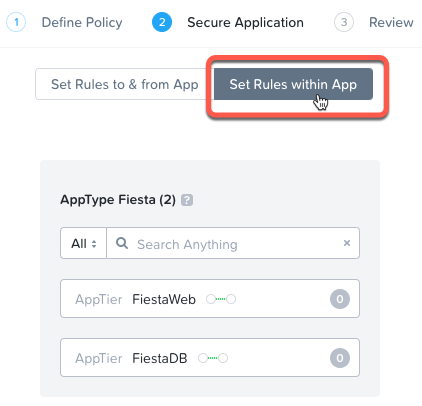 1 Define Policy 2 Secure Application 3 Review
Set Rules to & from App Set Rules within App
AppType Fiesta (2) ?
All Search Anything ×
AppTier FiestaWeb 0
AppTier FiestaDB 0